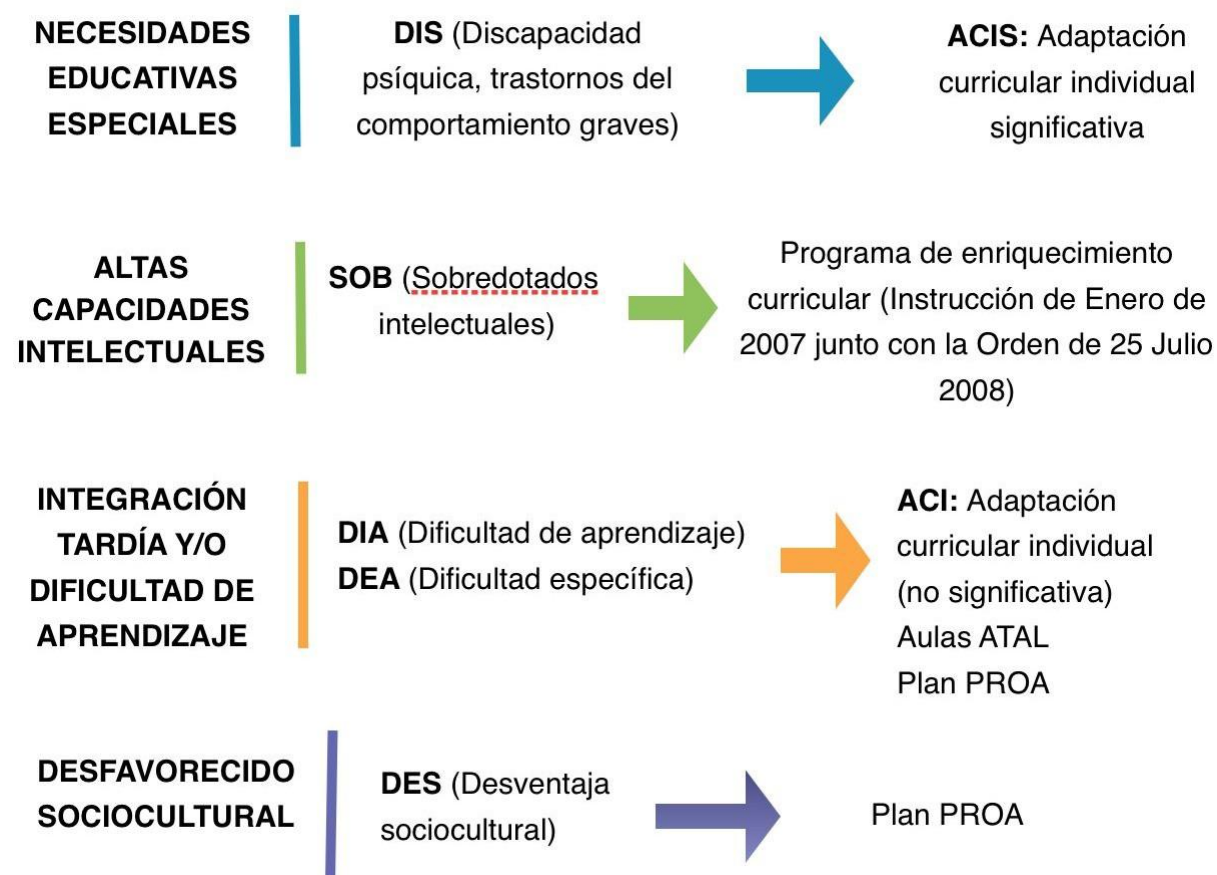 NECESIDADES
EDUCATIVAS
ESPECIALES
DIS (Discapacidad
psíquica, trastornos del
comportamiento graves)
ACIS: Adaptación
curricular individual
significativa
ALTAS
CAPACIDADES
INTELECTUALES
SOB (Sobredotados
intelectuales)
Programa de enriquecimiento
curricular (Instrucción de Enero de
2007 junto con la Orden de 25 Julio
2008)
INTEGRACIÓN
TARDÍA Y/O
DIFICULTAD DE
APRENDIZAJE
DIA (Dificultad de aprendizaje)
DEA (Dificultad específica)
ACI: Adaptación
curricular individual
(no significativa)
Aulas ATAL
Plan PROA
DESFAVORECIDO
SOCIOCULTURAL
DES (Desventaja
sociocultural)
Plan PROA